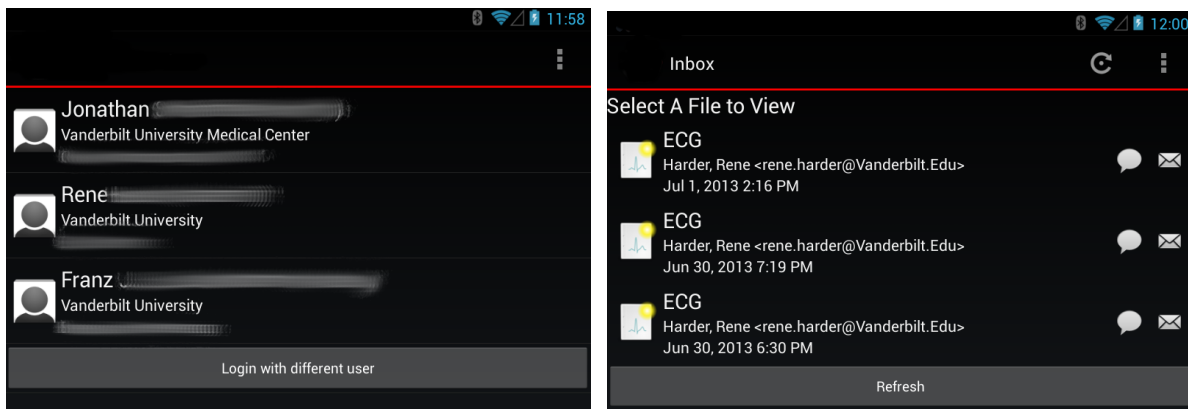 11:58
Jonathan
Vanderbilt University Medical Center
Rene
Vanderbilt University
Franz
Vanderbilt University
Login with different user
12:00
Inbox
Select A File to View
ECG
Harder, Rene <rene.harder@Vanderbilt.Edu>
Jul 1, 2013 2:16 PM
ECG
Harder, Rene <rene.harder@Vanderbilt.Edu>
Jun 30, 2013 7:19 PM
ECG
Harder, Rene <rene.harder@Vanderbilt.Edu>
Jun 30, 2013 6:30 PM
Refresh